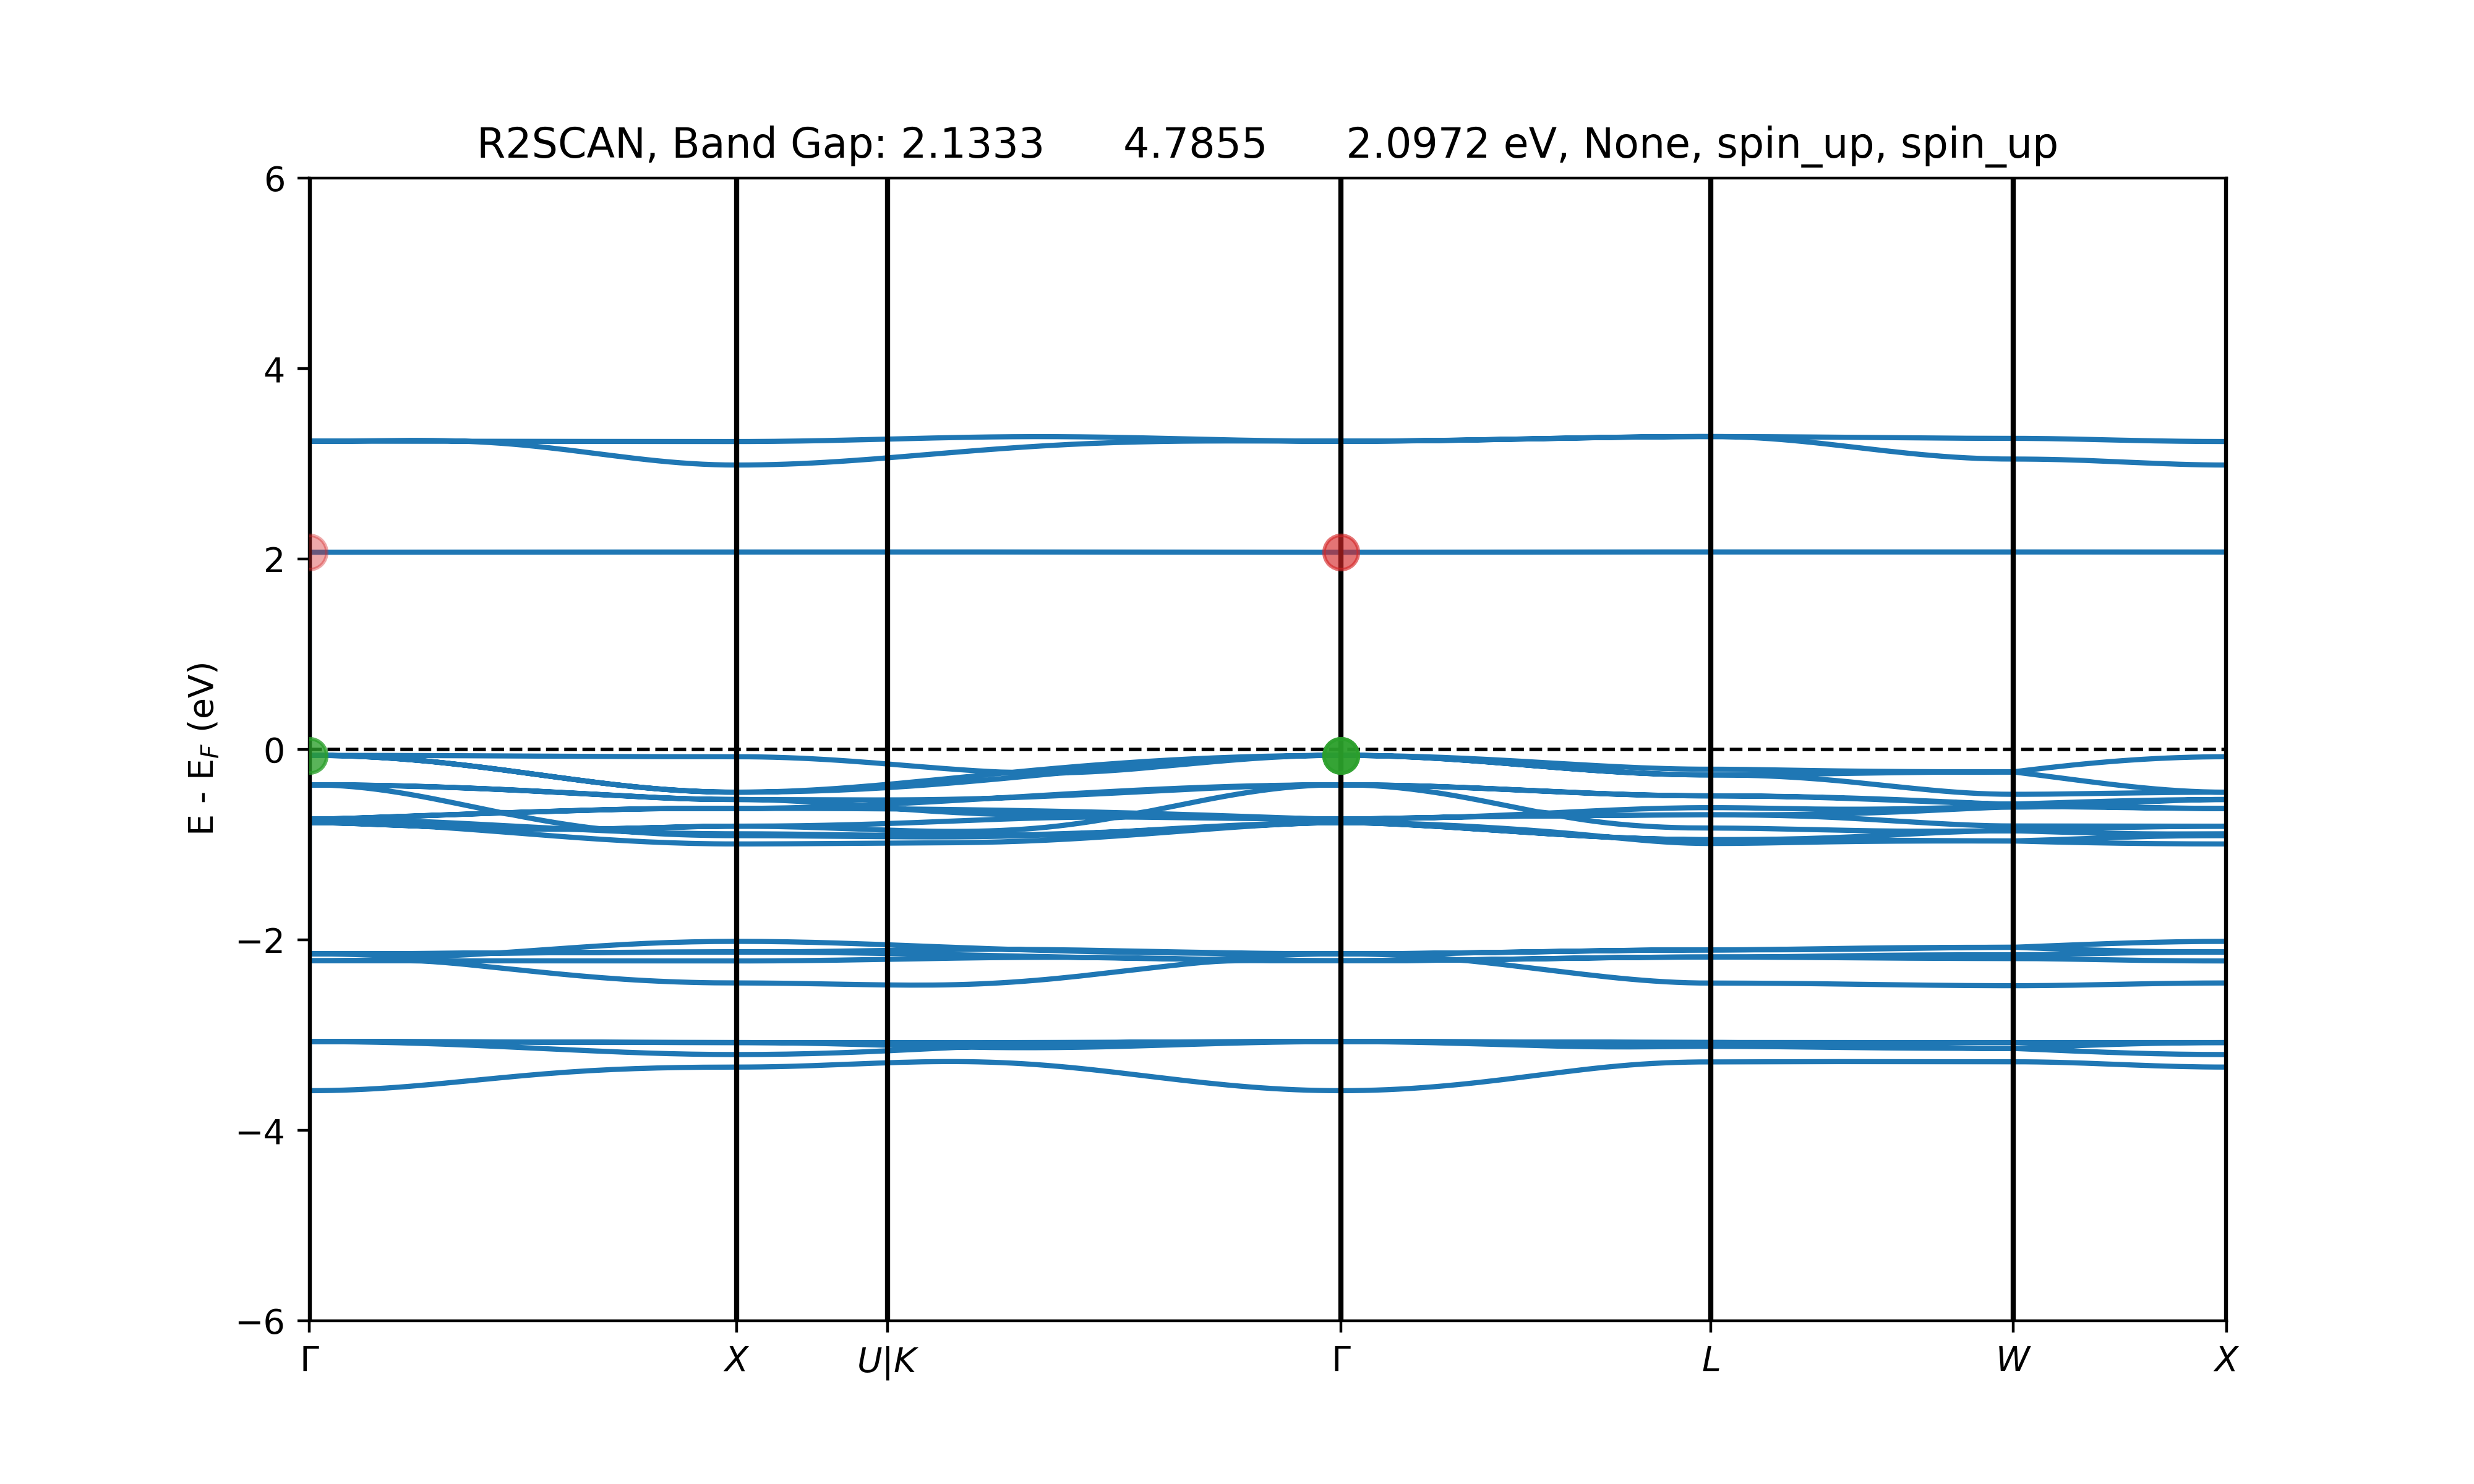 R2SCAN, Band Gap: 2.1333 4.7855 2.0972 eV, None, spin_up, spin_up
6
4
2
0
−2
−4
−6
E - E_F (eV)
Γ X U|K Γ L W X